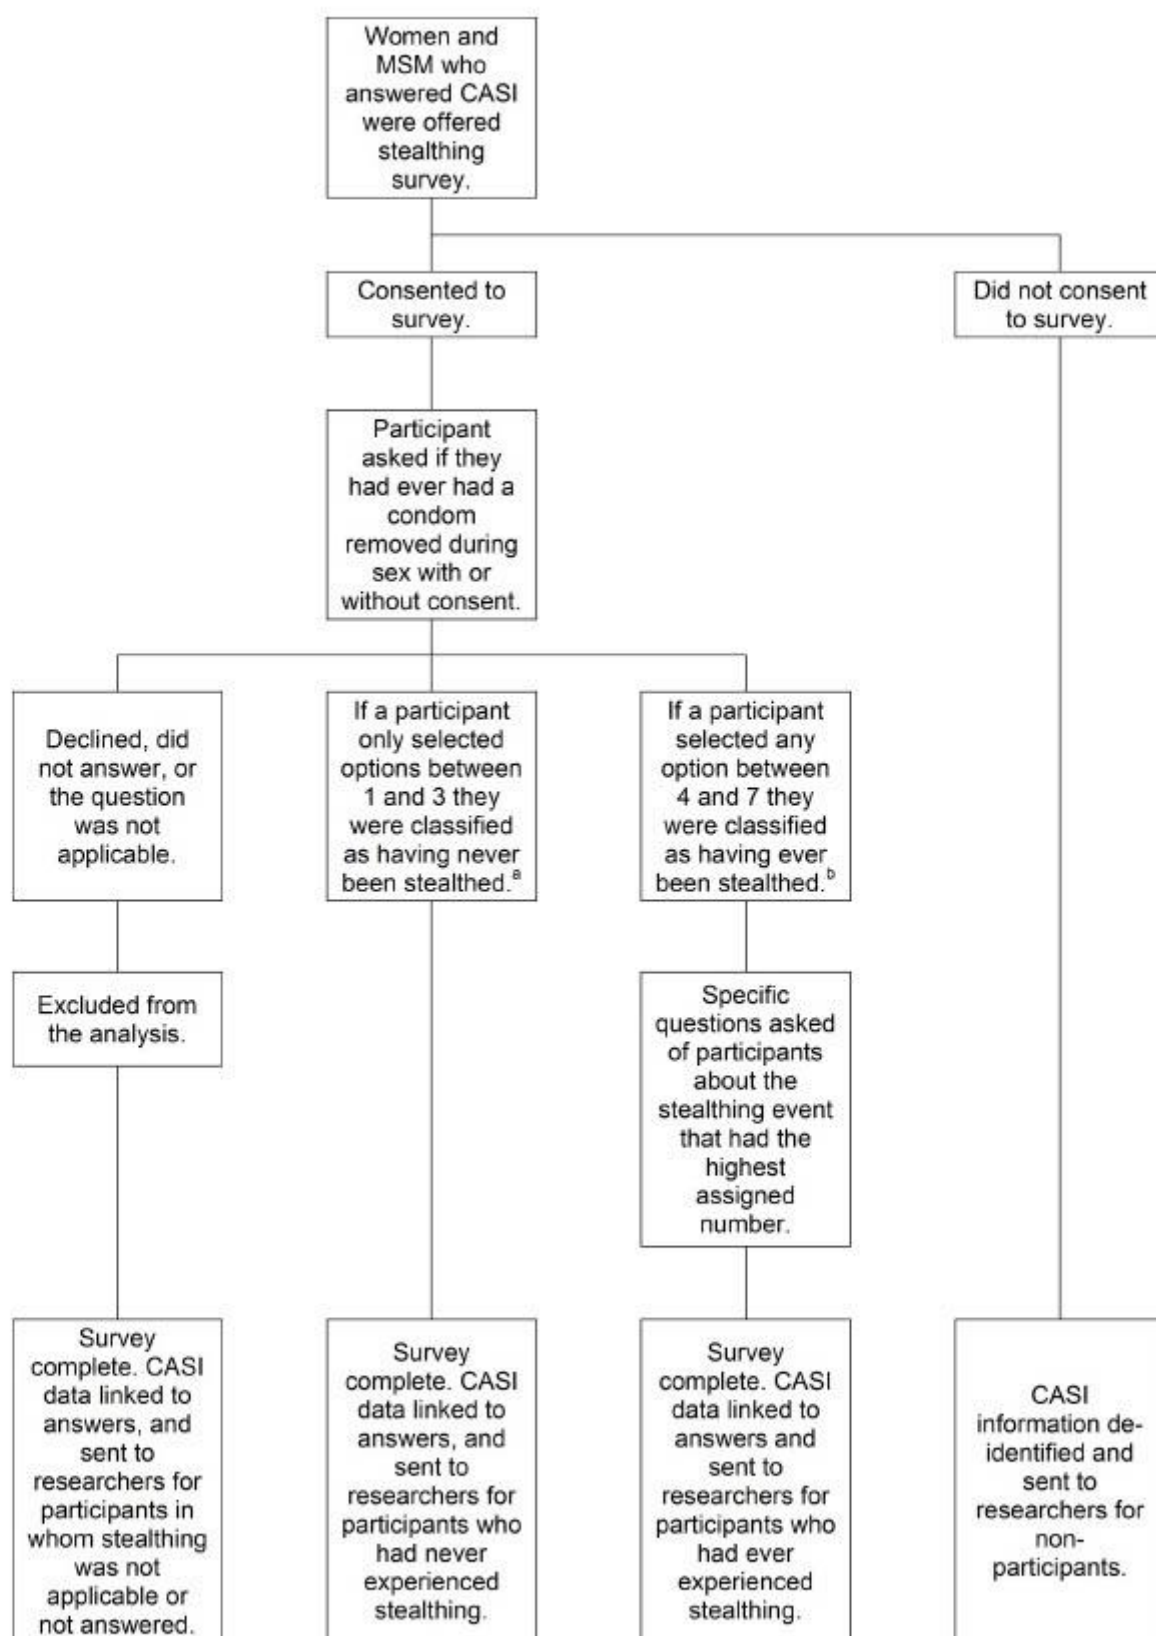 Women and
MSM who
answered CASI
were offered
stealthing
survey.
Consented to
survey.
Did not consent
to survey.
Participant
asked if they
had ever had a
condom
removed during
sex with or
without consent.
Declined, did
not answer, or
the question
was not
applicable.
If a participant
only selected
options between
1 and 3 they
were classified
as having never
been stealthed.a
If a participant
selected any
option between
4 and 7 they
were classified
as having ever
been stealthed.b
Excluded from
the analysis.
Specific
questions asked
of participants
about the
stealthing event
that had the
highest
assigned
number.
Survey
complete. CASI
data linked to
answers, and
sent to
researchers for
participants in
whom stealthing
was not
applicable or
not answered.
Survey
complete. CASI
data linked to
answers, and
sent to
researchers for
participants who
had never
experienced
stealthing.
Survey
complete. CASI
data linked to
answers and
sent to
researchers for
participants who
had ever
experienced
stealthing.
CASI
information de-
identified and
sent to
researchers for
non-
participants.